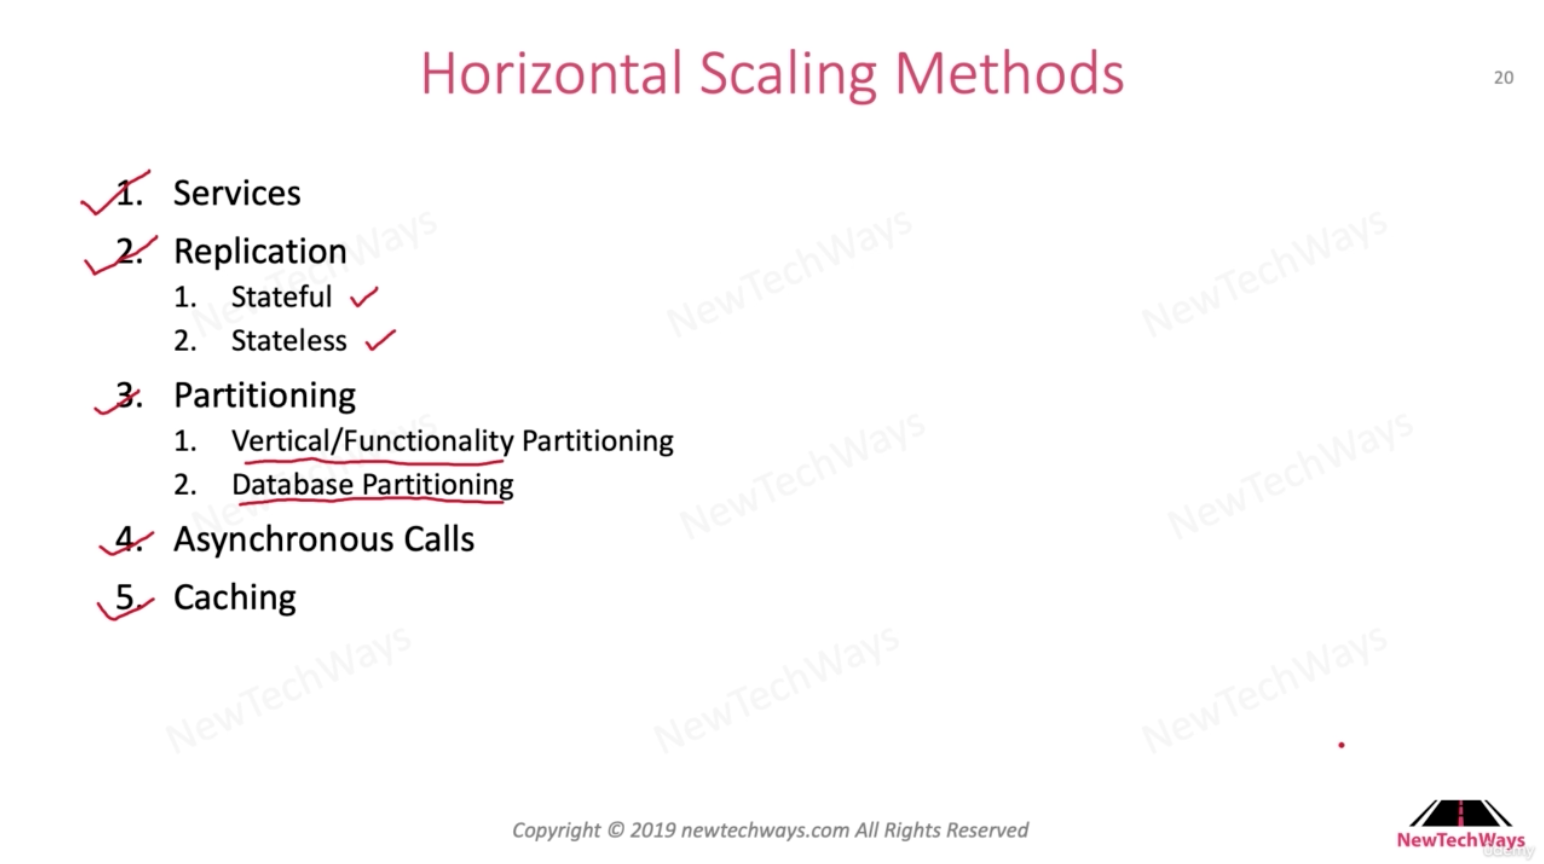 Horizontal Scaling Methods
20
1. Services
2. Replication
1. Stateful
2. Stateless
3. Partitioning
1. Vertical/Functionality Partitioning
2. Database Partitioning
4. Asynchronous Calls
5. Caching
NewTechWays NewTechWays NewTechWays
NewTechWays NewTechWays NewTechWays
NewTechWays NewTechWays NewTechWays
Copyright © 2019 newtechways.com All Rights Reserved
NewTechWays
udemy